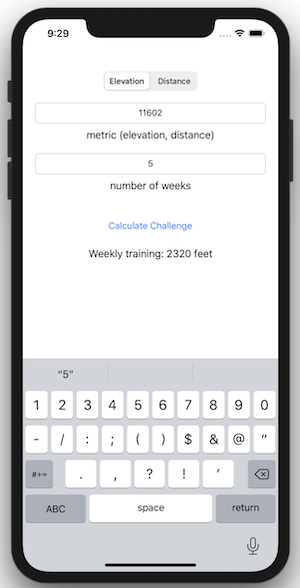 9:29
Elevation Distance
11602
metric (elevation, distance)
5
number of weeks
Calculate Challenge
Weekly training: 2320 feet
“5”
1 2 3 4 5 6 7 8 9 0
- / : ; ( ) $ & @ "
#+= . , ? ! ’
ABC space return